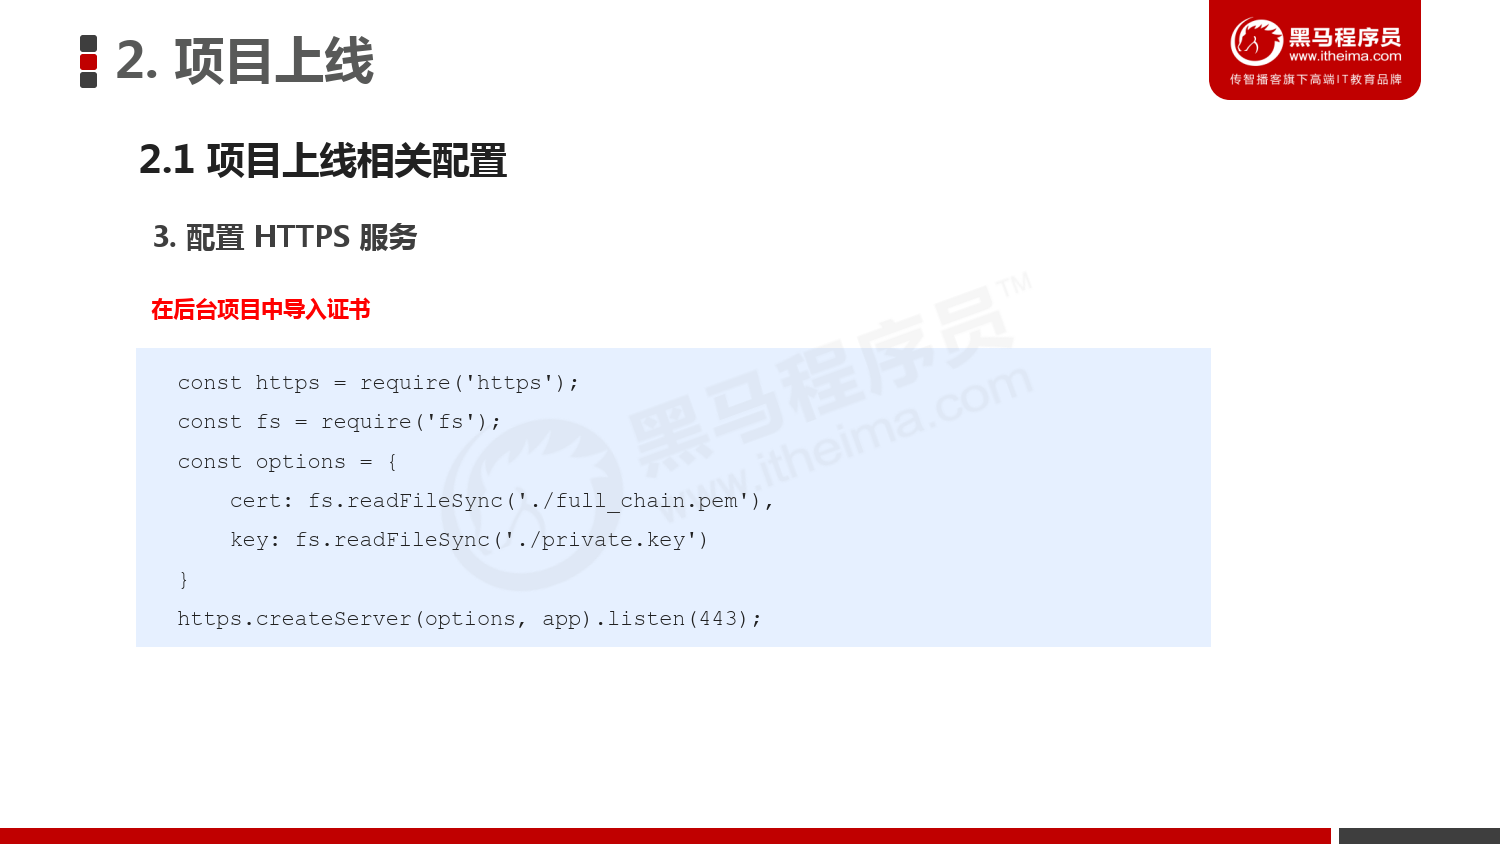 2. 项目上线
黑马程序员
www.itheima.com
传智播客旗下高端IT教育品牌
2.1 项目上线相关配置
3. 配置 HTTPS 服务
在后台项目中导入证书
黑马程序员™
www.itheima.com
const https = require('https');
const fs = require('fs');
const options = {
    cert: fs.readFileSync('./full_chain.pem'),
    key: fs.readFileSync('./private.key')
}
https.createServer(options, app).listen(443);